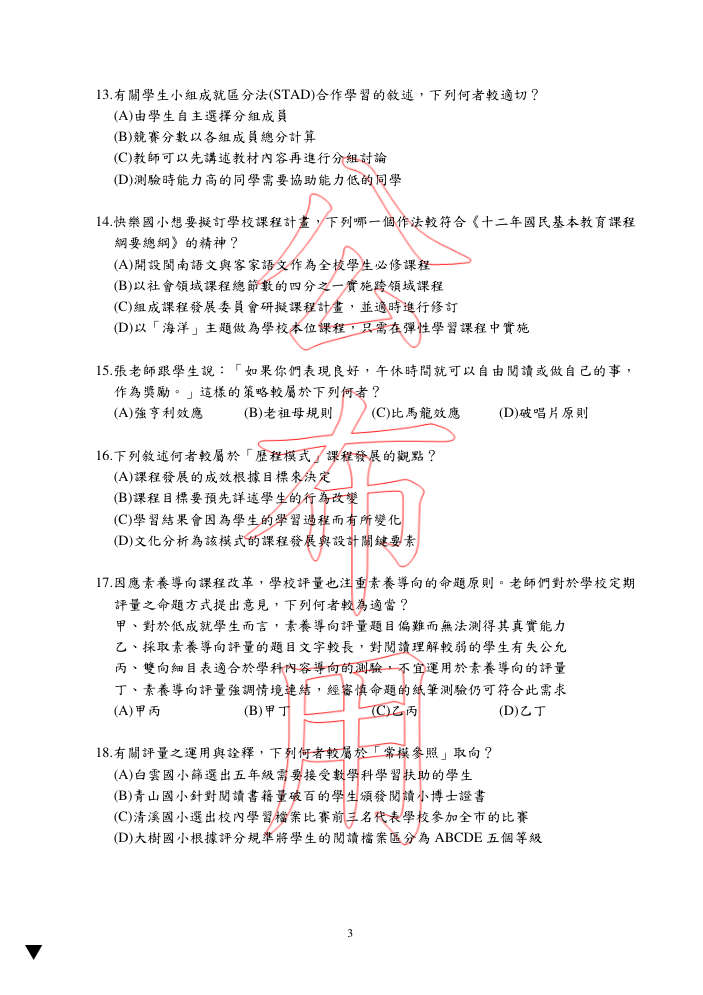 13.有關學生小組成就區分法(STAD)合作學習的敘述，下列何者較適切？
(A)由學生自主選擇分組成員
(B)競賽分數以各組成員總分計算
(C)教師可以先講述教材內容再進行分組討論
(D)測驗時能力高的同學需要協助能力低的同學
14.快樂國小想要擬訂學校課程計畫，下列哪一個作法較符合《十二年國民基本教育課程
綱要總綱》的精神？
(A)開設閩南語文與客家語文作為全校學生必修課程
(B)以社會領域課程總節數的四分之一實施跨領域課程
(C)組成課程發展委員會研擬課程計畫，並適時進行修訂
(D)以「海洋」主題做為學校本位課程，只需在彈性學習課程中實施
15.張老師跟學生說：「如果你們表現良好，午休時間就可以自由閱讀或做自己的事，
作為獎勵。」這樣的策略較屬於下列何者？
(A)強亨利效應 (B)老祖母規則 (C)比馬龍效應 (D)破唱片原則
16.下列敘述何者較屬於「歷程模式」課程發展的觀點？
(A)課程發展的成效根據目標來決定
(B)課程目標要預先詳述學生的行為改變
(C)學習結果會因為學生的學習過程而有所變化
(D)文化分析為該模式的課程發展與設計關鍵要素
17.因應素養導向課程改革，學校評量也注重素養導向的命題原則。老師們對於學校定期
評量之命題方式提出意見，下列何者較為適當？
甲、對於低成就學生而言，素養導向評量題目偏難而無法測得其真實能力
乙、採取素養導向評量的題目文字較長，對閱讀理解較弱的學生有失公允
丙、雙向細目表適合於學科內容導向的測驗，不宜運用於素養導向的評量
丁、素養導向評量強調情境連結，經審慎命題的紙筆測驗仍可符合此需求
(A)甲丙 (B)甲丁 (C)乙丙 (D)乙丁
18.有關評量之運用與詮釋，下列何者較屬於「常模參照」取向？
(A)白雲國小篩選出五年級需要接受數學科學習扶助的學生
(B)青山國小針對閱讀書籍量破百的學生頒發閱讀小博士證書
(C)清溪國小選出校內學習檔案比賽前三名代表學校參加全市的比賽
(D)大樹國小根據評分規準將學生的閱讀檔案區分為 ABCDE 五個等級
公布用
3